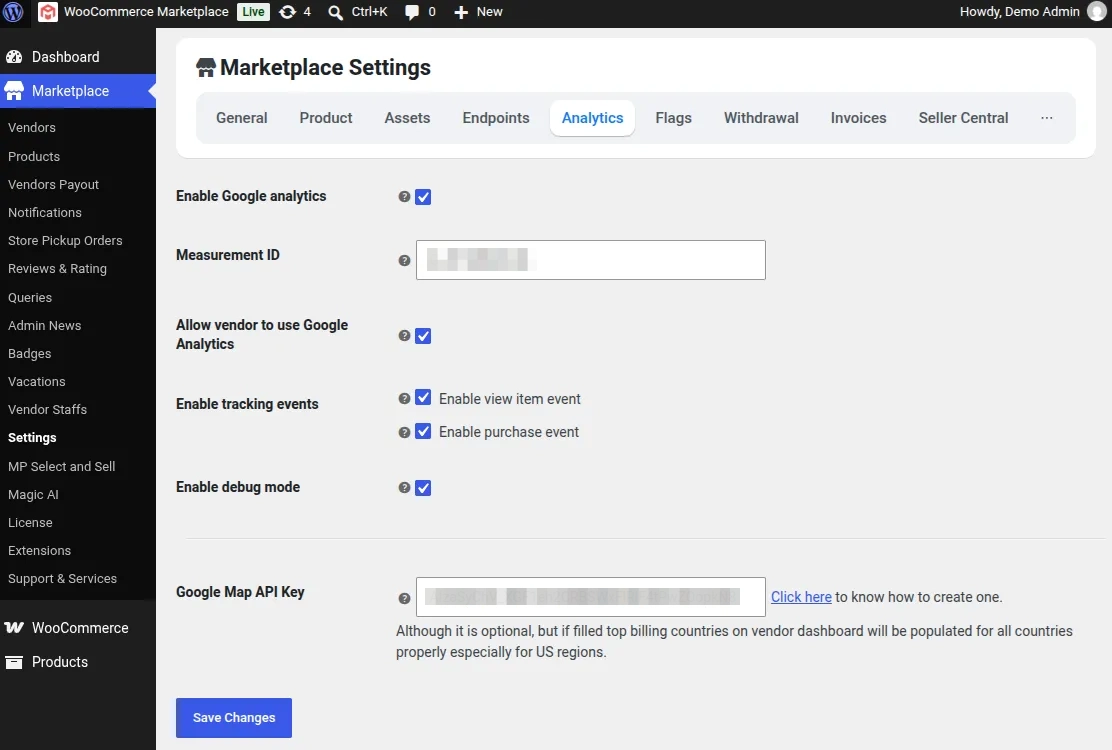 WooCommerce Marketplace Live 4 Ctrl+K 0 New Howdy, Demo Admin
Dashboard
Marketplace
Vendors
Products
Vendors Payout
Notifications
Store Pickup Orders
Reviews & Rating
Queries
Admin News
Badges
Vacations
Vendor Staffs
Settings
MP Select and Sell
Magic AI
License
Extensions
Support & Services
WooCommerce
Products
Marketplace Settings
General Product Assets Endpoints Analytics Flags Withdrawal Invoices Seller Central ...
Enable Google analytics
Measurement ID
Allow vendor to use Google
Analytics
Enable tracking events
Enable view item event
Enable purchase event
Enable debug mode
Google Map API Key
Click here to know how to create one.
Although it is optional, but if filled top billing countries on vendor dashboard will be populated for all countries
properly especially for US regions.
Save Changes